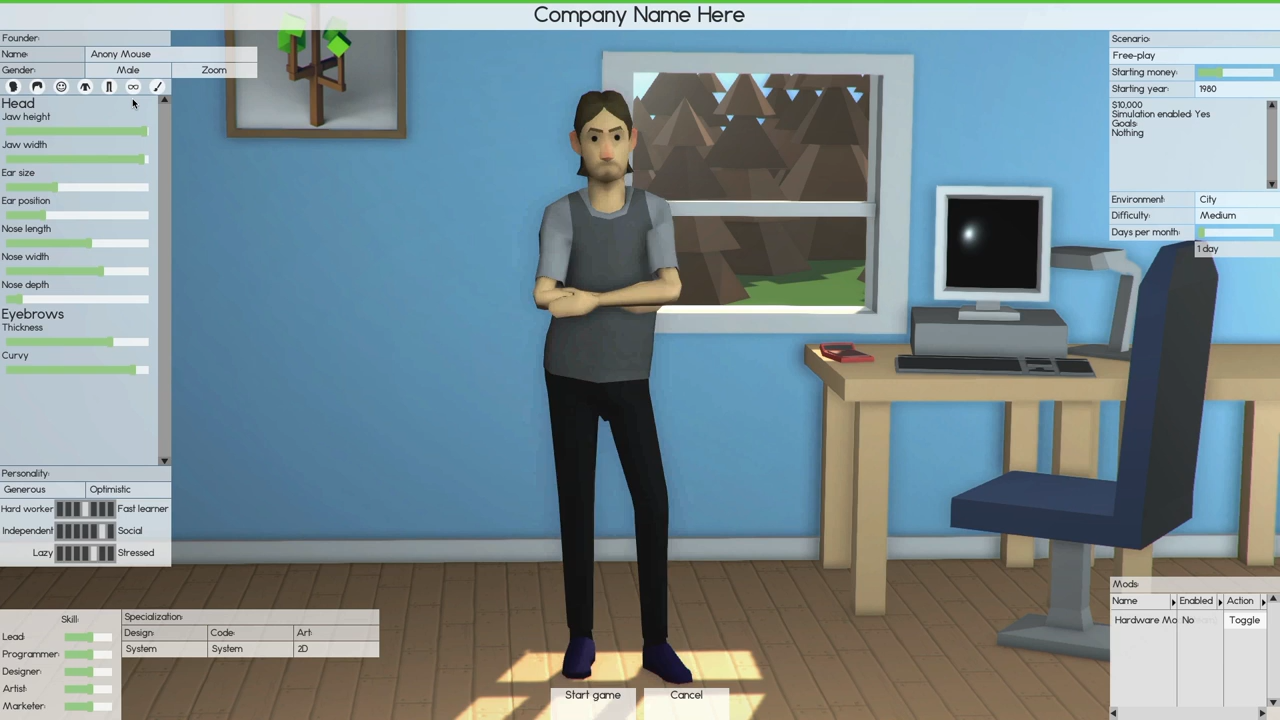 Company Name Here
Founder:
Name: Anony Mouse
Gender: Male Zoom
Head
Jaw height
Jaw width
Ear size
Ear position
Nose length
Nose width
Nose depth
Eyebrows
Thickness
Curvy
Personality:
Generous Optimistic
Hard worker Fast learner
Independent Social
Lazy Stressed
Skill:
Lead:
Programmer:
Designer:
Artist:
Marketer:
Specialization:
Design: Code: Art:
System System 2D
Start game Cancel
Scenario:
Free-play
Starting money:
Starting year: 1980
$10,000
Simulation enabled: Yes
Goals:
Nothing
Environment: City
Difficulty: Medium
Days per month:
1 day
Mods:
Name Enabled Action
Hardware Mo No Toggle